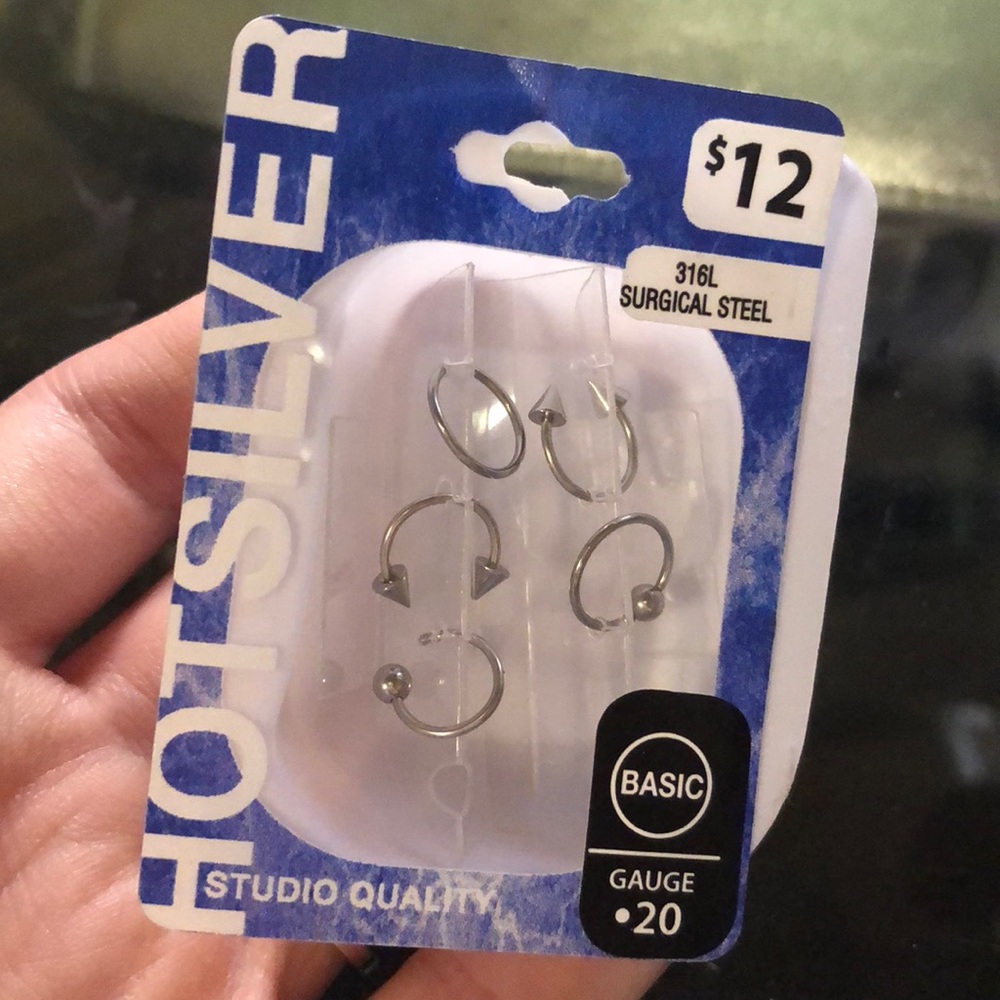 HOTSILVER
$12
316L
SURGICAL STEEL
BASIC
GAUGE
•20
STUDIO QUALITY